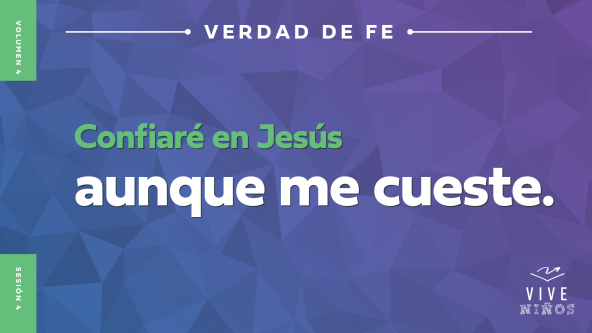 VOLUMEN 4
VERDAD DE FE
Confiaré en Jesús
aunque me cueste.
SESIÓN 4
VIVE
NIÑOS